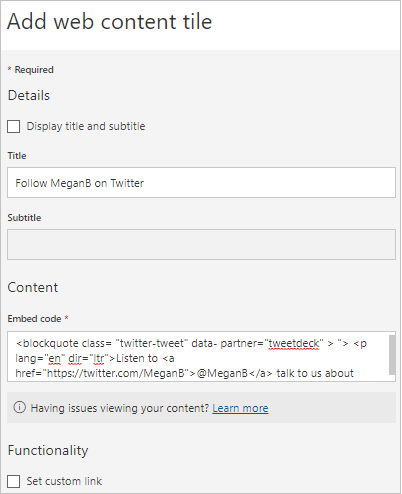 Add web content tile
* Required
Details
Display title and subtitle
Title
Follow MeganB on Twitter
Subtitle
Content
Embed code *
<blockquote class= "twitter-tweet" data- partner="tweetdeck" > "> <p
lang="en" dir="ltr">Listen to <a
href="https://twitter.com/MeganB">@MeganB</a> talk to us about
Having issues viewing your content? Learn more
Functionality
Set custom link